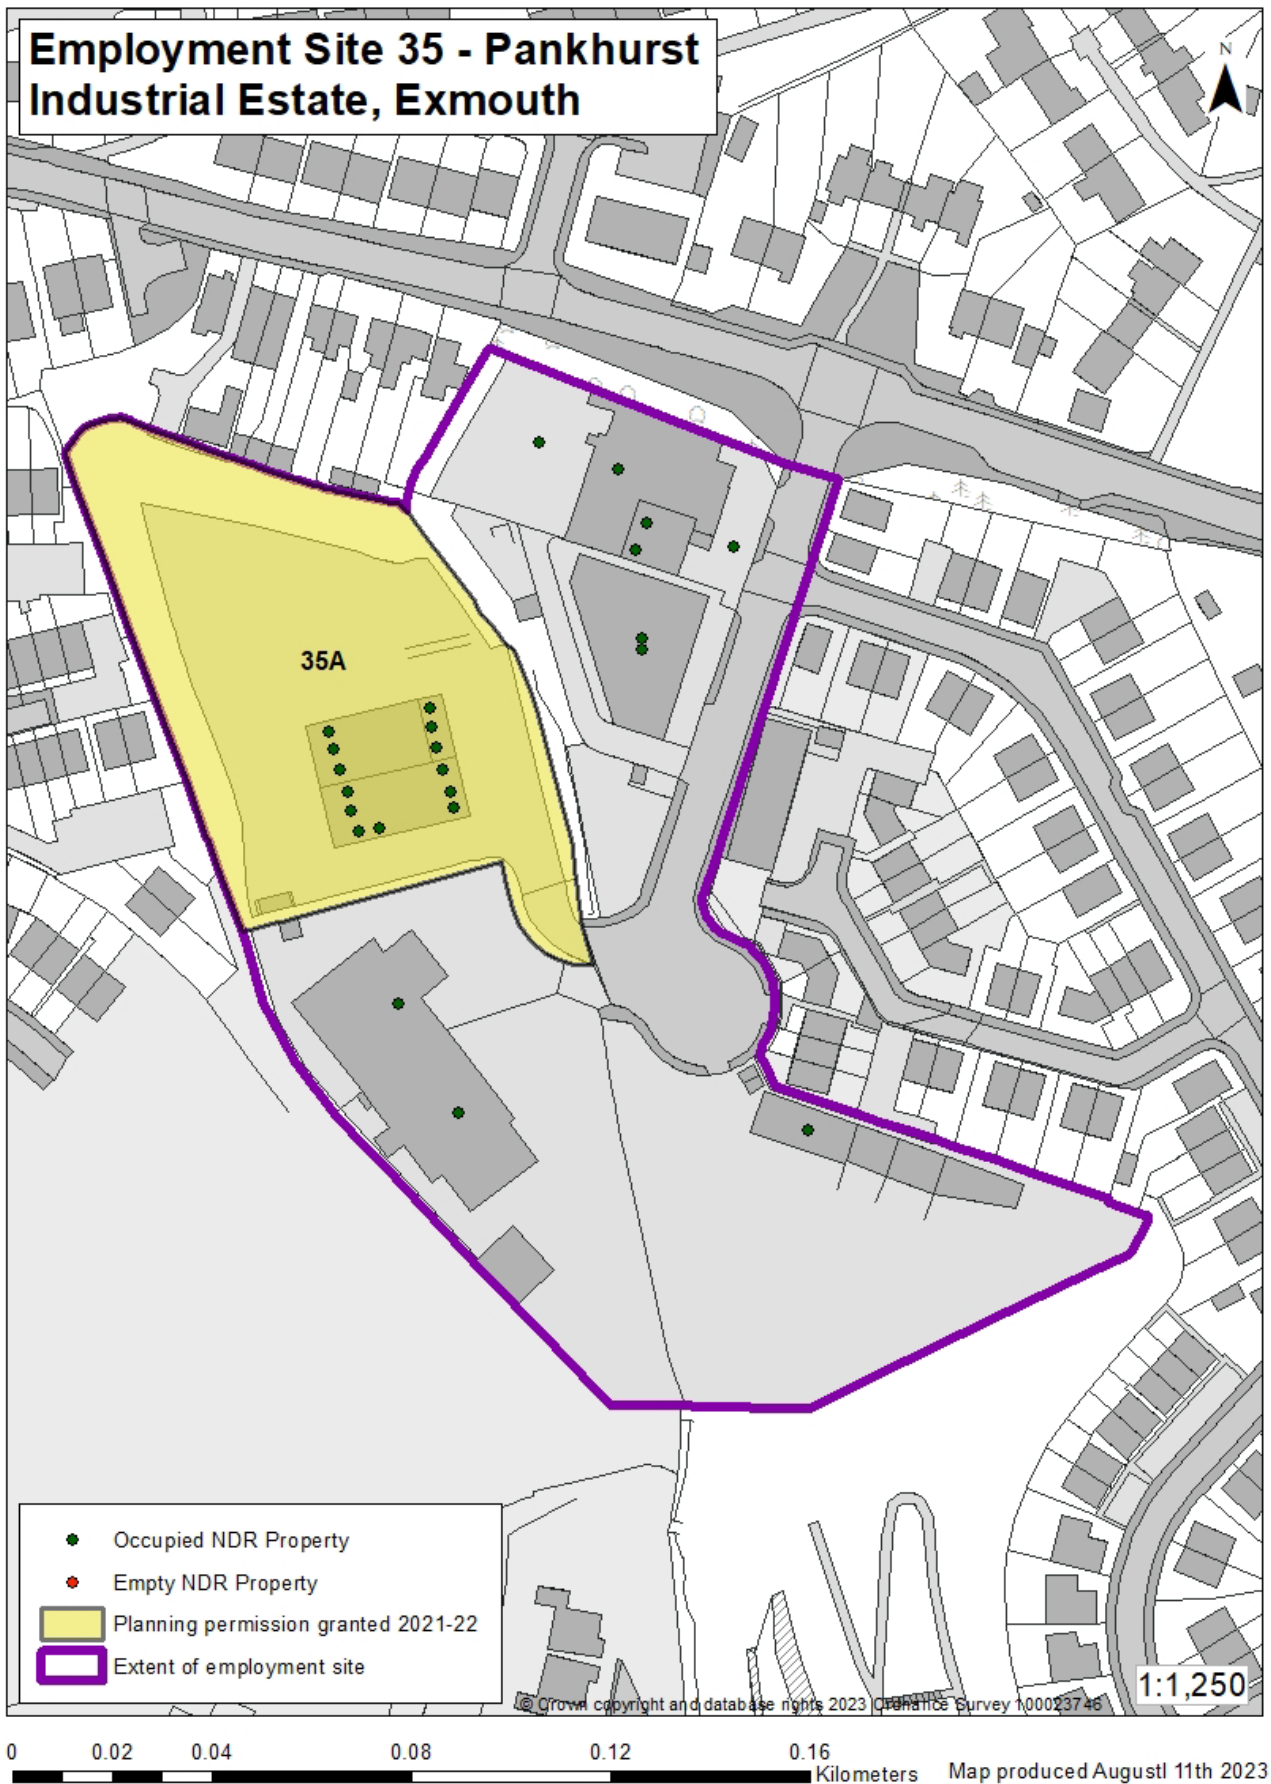 Employment Site 35 - Pankhurst
Industrial Estate, Exmouth
N
35A
Occupied NDR Property
Empty NDR Property
Planning permission granted 2021-22
Extent of employment site
1:1,250
© Crown copyright and database rights 2023 Ordnance Survey 100023746
0 0.02 0.04 0.08 0.12 0.16
Kilometers
Map produced Augustl 11th 2023